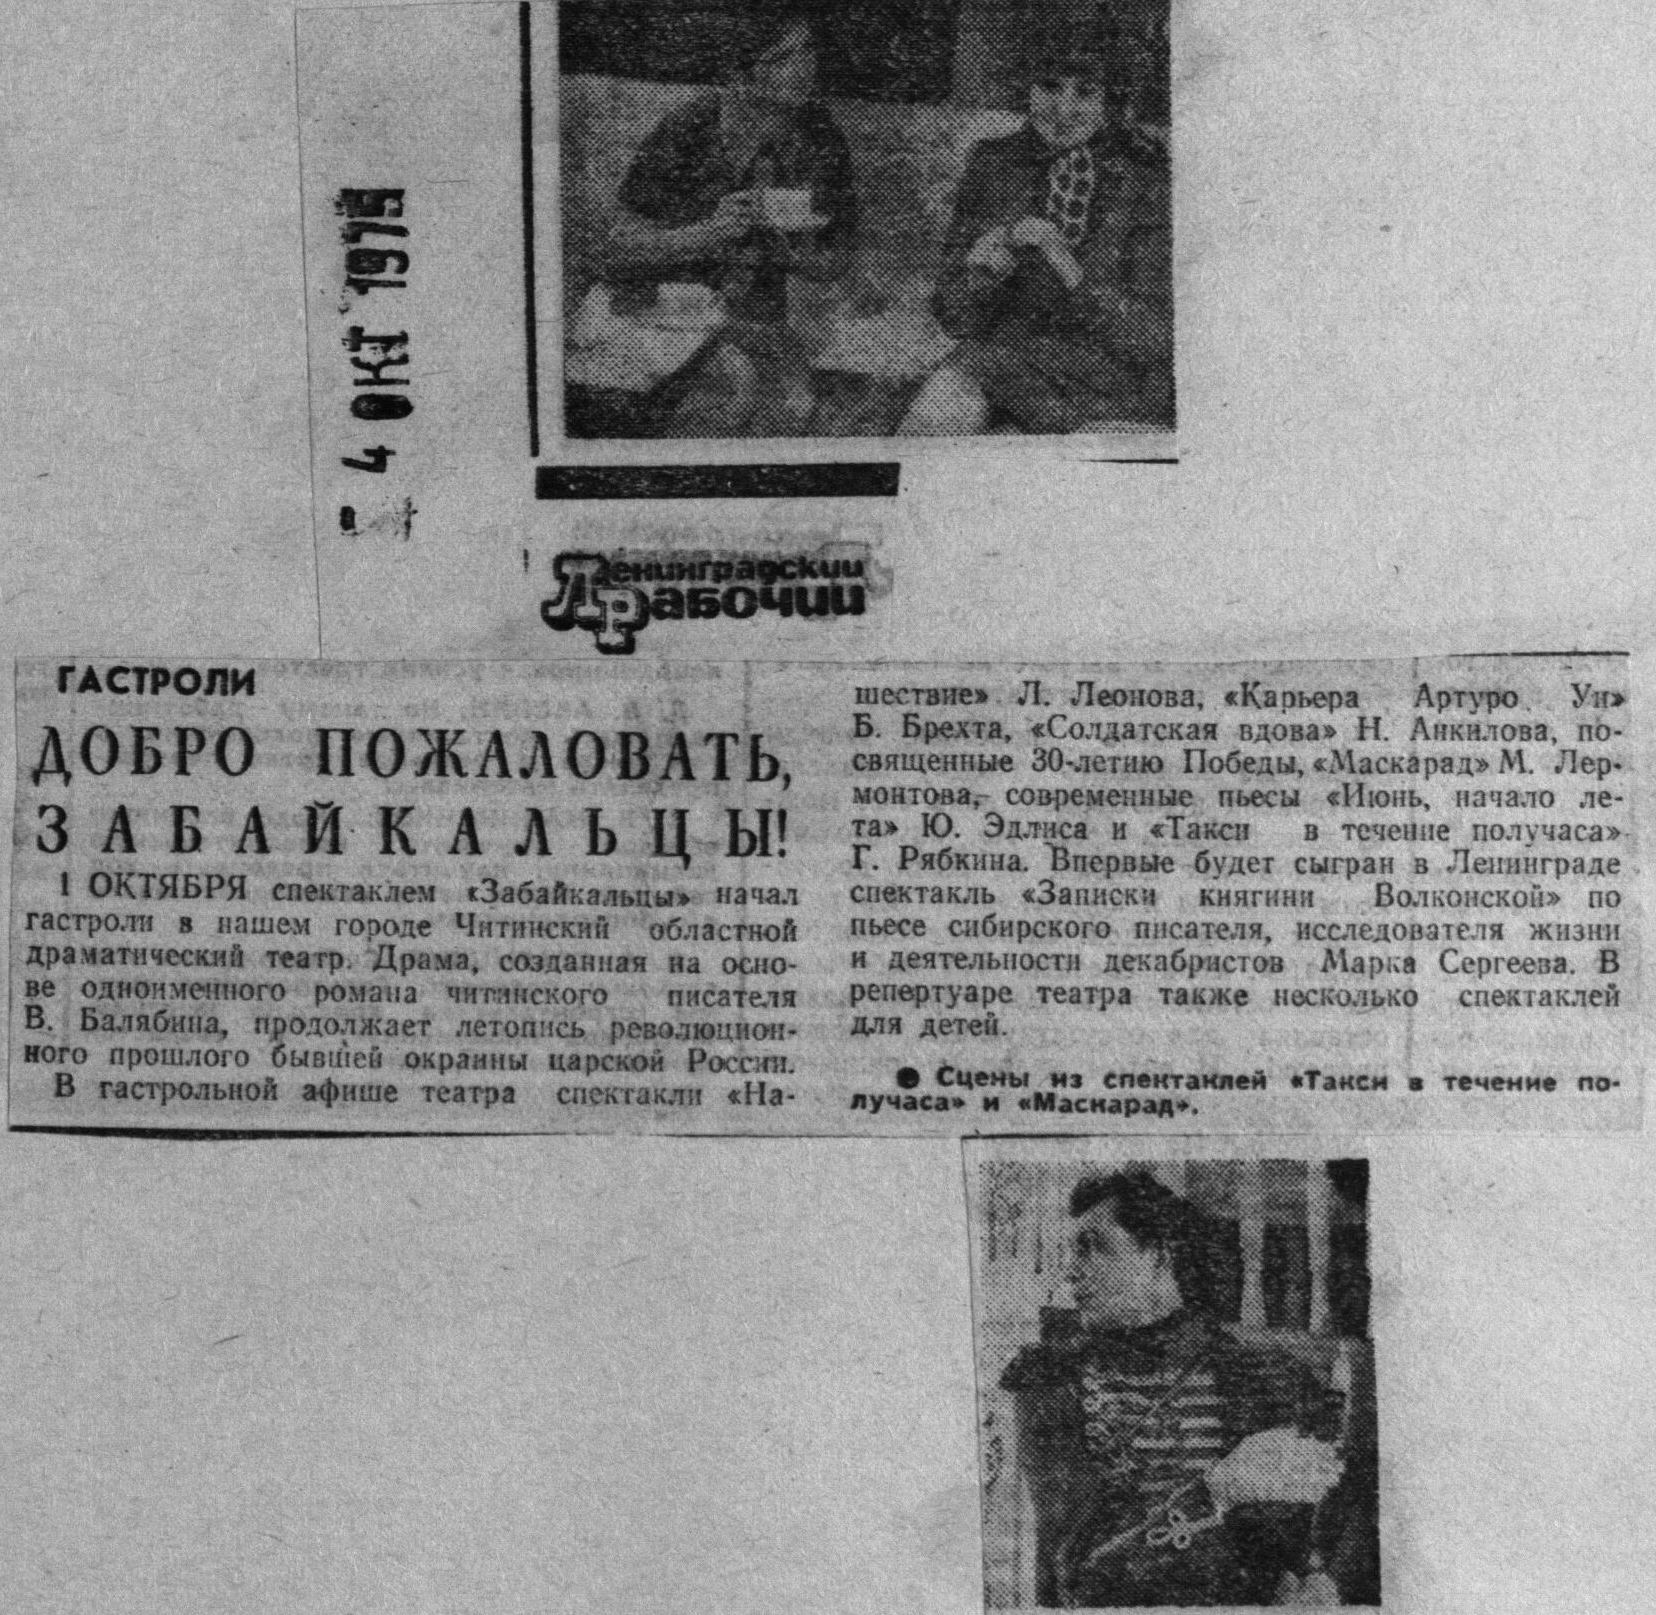 - 4 ОКТ 1975
Ленинградский
Рабочий
ГАСТРОЛИ
ДОБРО ПОЖАЛОВАТЬ,
ЗАБАЙКАЛЬЦЫ!
1 ОКТЯБРЯ спектаклем «Забайкальцы» начал
гастроли в нашем городе Читинский областной
драматический театр. Драма, созданная на осно-
ве одноименного романа читинского писателя
В. Балябина, продолжает летопись революцион-
ного прошлого бывшей окраины царской России.
В гастрольной афише театра спектакли «На-
шествие» Л. Леонова, «Карьера Артуро Уи»
Б. Брехта, «Солдатская вдова» Н. Анкилова, по-
священные 30-летию Победы, «Маскарад» М. Лер-
монтова, современные пьесы «Июнь, начало ле-
та» Ю. Эдлиса и «Такси в течение получаса»
Г. Рябкина. Впервые будет сыгран в Ленинграде
спектакль «Записки княгини Волконской» по
пьесе сибирского писателя, исследователя жизни
и деятельности декабристов Марка Сергеева. В
репертуаре театра также несколько спектаклей
для детей.
● Сцены из спектаклей «Такси в течение по-
лучаса» и «Маскарад».